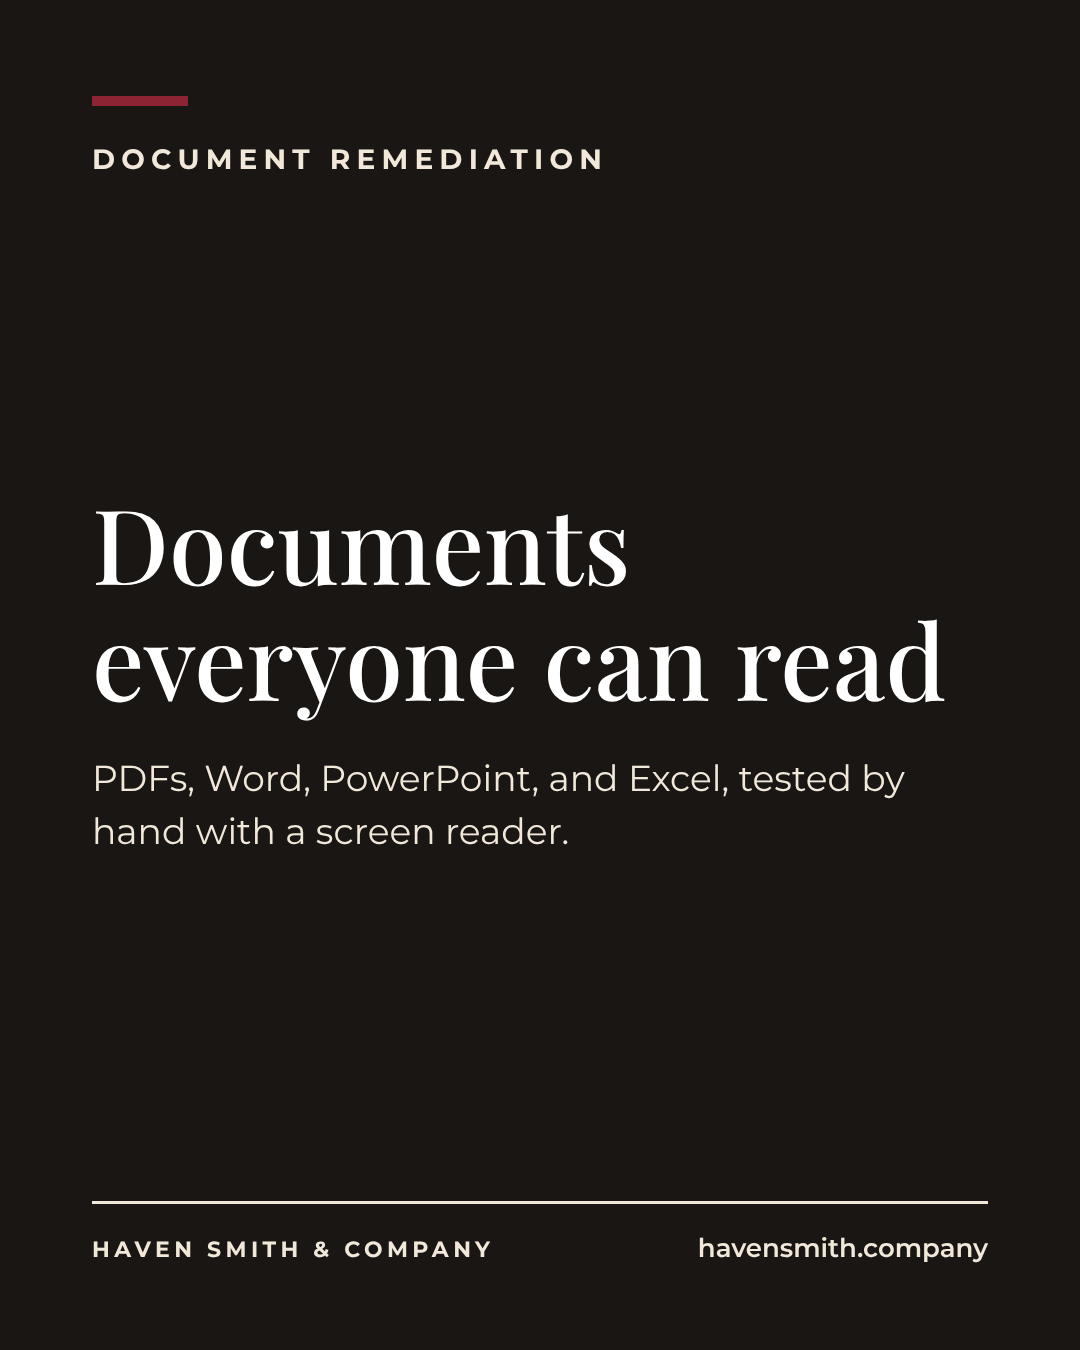 DOCUMENT REMEDIATION
Documents
everyone can read
PDFs, Word, PowerPoint, and Excel, tested by
hand with a screen reader.
HAVEN SMITH & COMPANY
havensmith.company